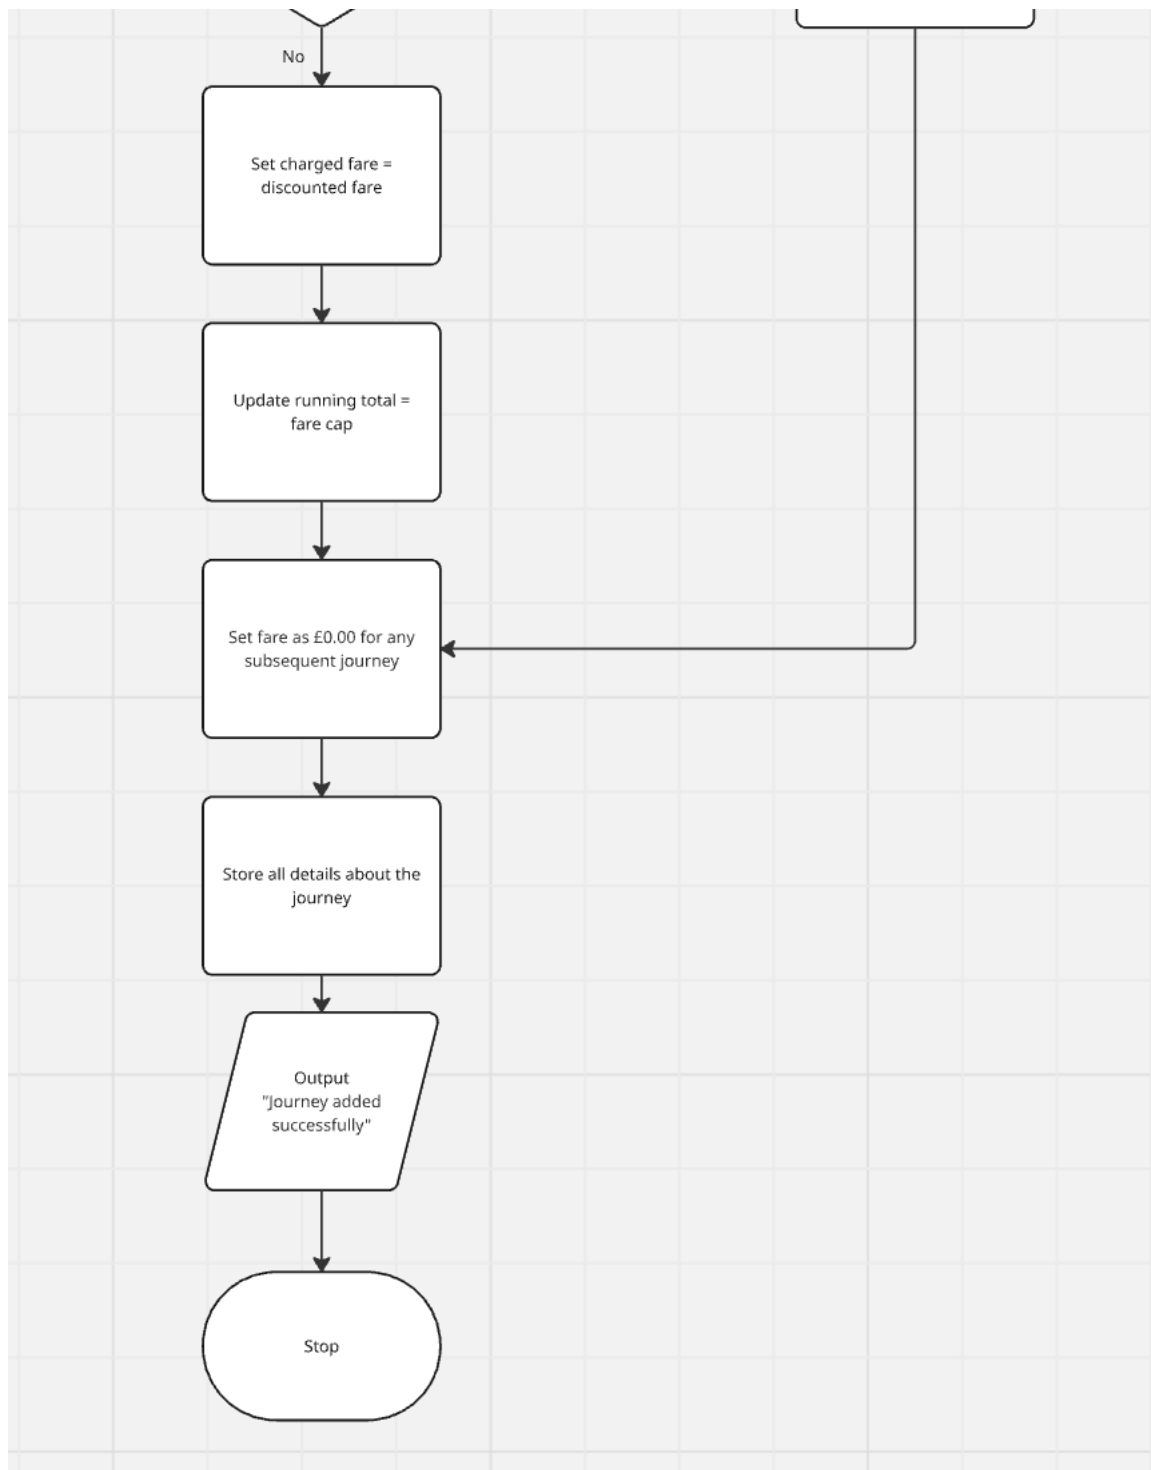 No
Set charged fare =
discounted fare
Update running total =
fare cap
Set fare as £0.00 for any
subsequent journey
Store all details about the
journey
Output
"Journey added
successfully"
Stop